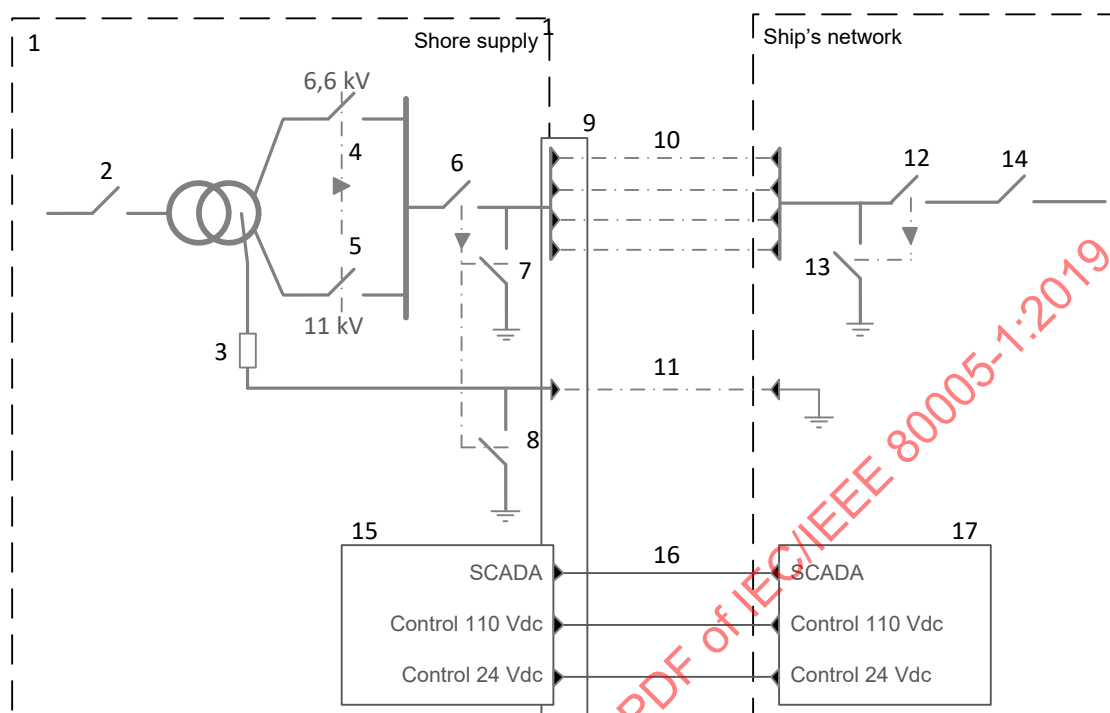 1
Shore supply
1
Ship's network
6,6 kV
9
10
2
4
6
12
14
5
7
13
11 kV
3
11
8
15
16
17
SCADA
SCADA
Control 110 Vdc
Control 110 Vdc
Control 24 Vdc
Control 24 Vdc
PDF of IEC/IEEE 80005-1:2019